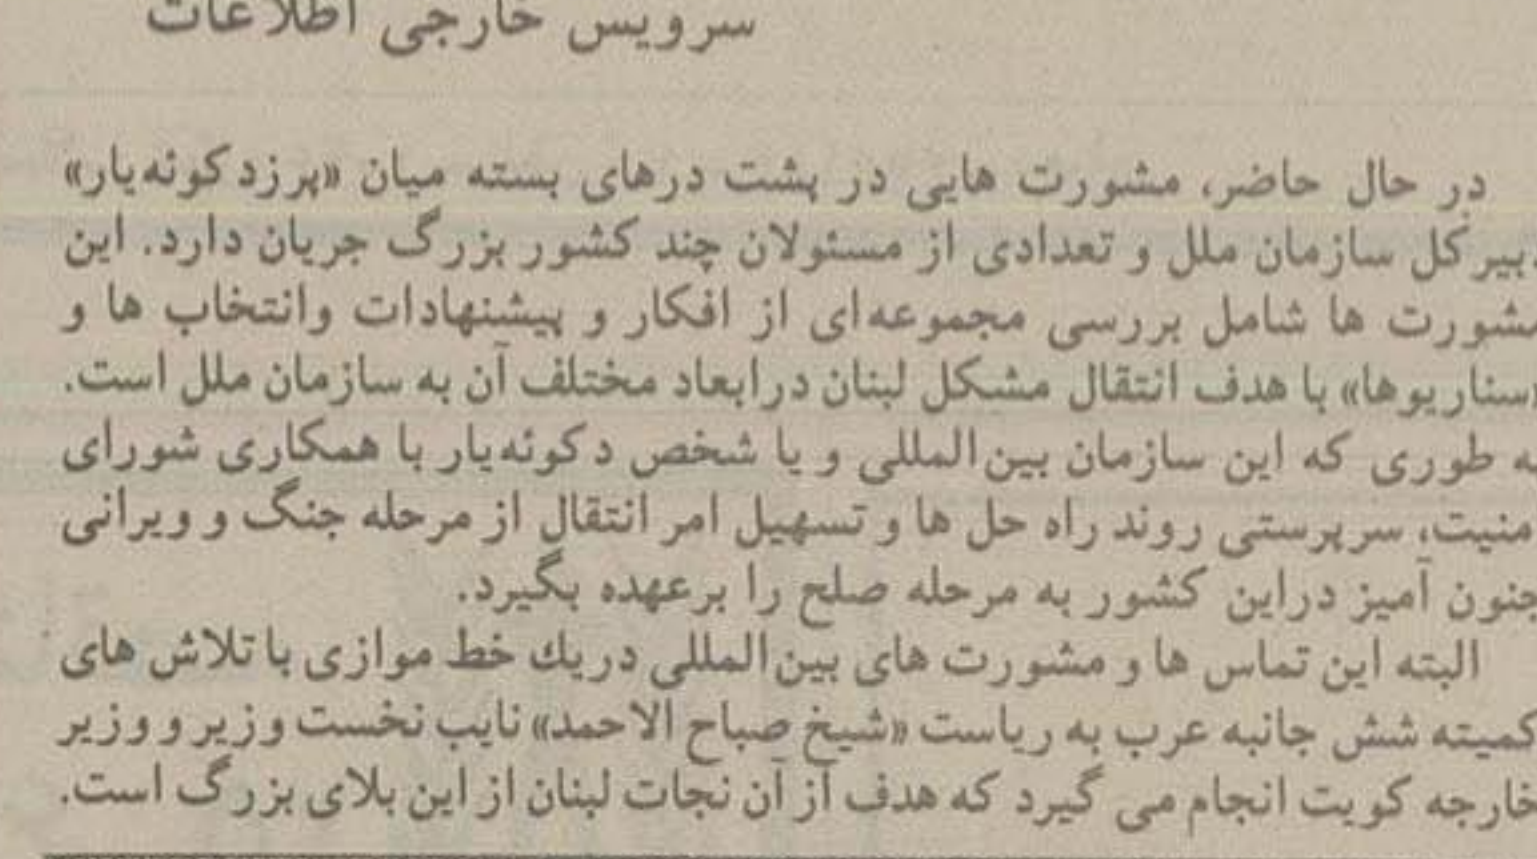 سرویس خارجی اطلاعات
در حال حاضر، مشورت هایی در پشت درهای بسته میان «پرزدکوئه‌یار»
دبیرکل سازمان ملل و تعدادی از مسئولان چند کشور بزرگ جریان دارد. این
مشورت ها شامل بررسی مجموعه‌ای از افکار و پیشنهادات وانتخاب ها و
«سناریوها» با هدف انتقال مشکل لبنان درابعاد مختلف آن به سازمان ملل است.
به طوری که این سازمان بین‌المللی و یا شخص دکوئه‌یار با همکاری شورای
امنیت، سرپرستی روند راه حل ها و تسهیل امر انتقال از مرحله جنگ و ویرانی
جنون آمیز دراین کشور به مرحله صلح را برعهده بگیرد.
البته این تماس ها و مشورت های بین‌المللی دریك خط موازی با تلاش های
کمیته شش جانبه عرب به ریاست «شیخ صباح الاحمد» نایب نخست وزیر و وزیر
خارجه کویت انجام می گیرد که هدف از آن نجات لبنان از این بلای بزرگ است.